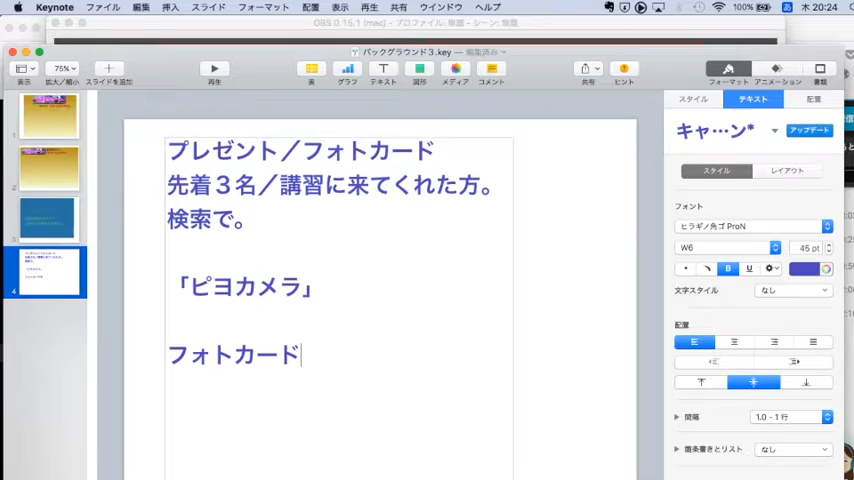 Keynote ファイル 編集 挿入 スライド フォーマット 配置 表示 再生 共有 ウインドウ ヘルプ 100% あ 木 20:24
OBS 0.15.1 (mac) - プロファイル: 無題 - シーン: 無題
バックグラウンド3.key — 編集済み
75%
表示 拡大/縮小 スライドを追加 再生 表 グラフ テキスト 図形 メディア コメント 共有 ヒント フォーマット アニメーション 書類
スタイル テキスト 配置
キャ…ン* アップデート
スタイル レイアウト
フォント
ヒラギノ角ゴ ProN
W6 45 pt
B U
文字スタイル なし
配置
間隔 1.0 - 1 行
箇条書きとリスト なし
1
2
3
4
プレゼント／フォトカード
先着３名／講習に来てくれた方。
検索で。
「ピヨカメラ」
フォトカード